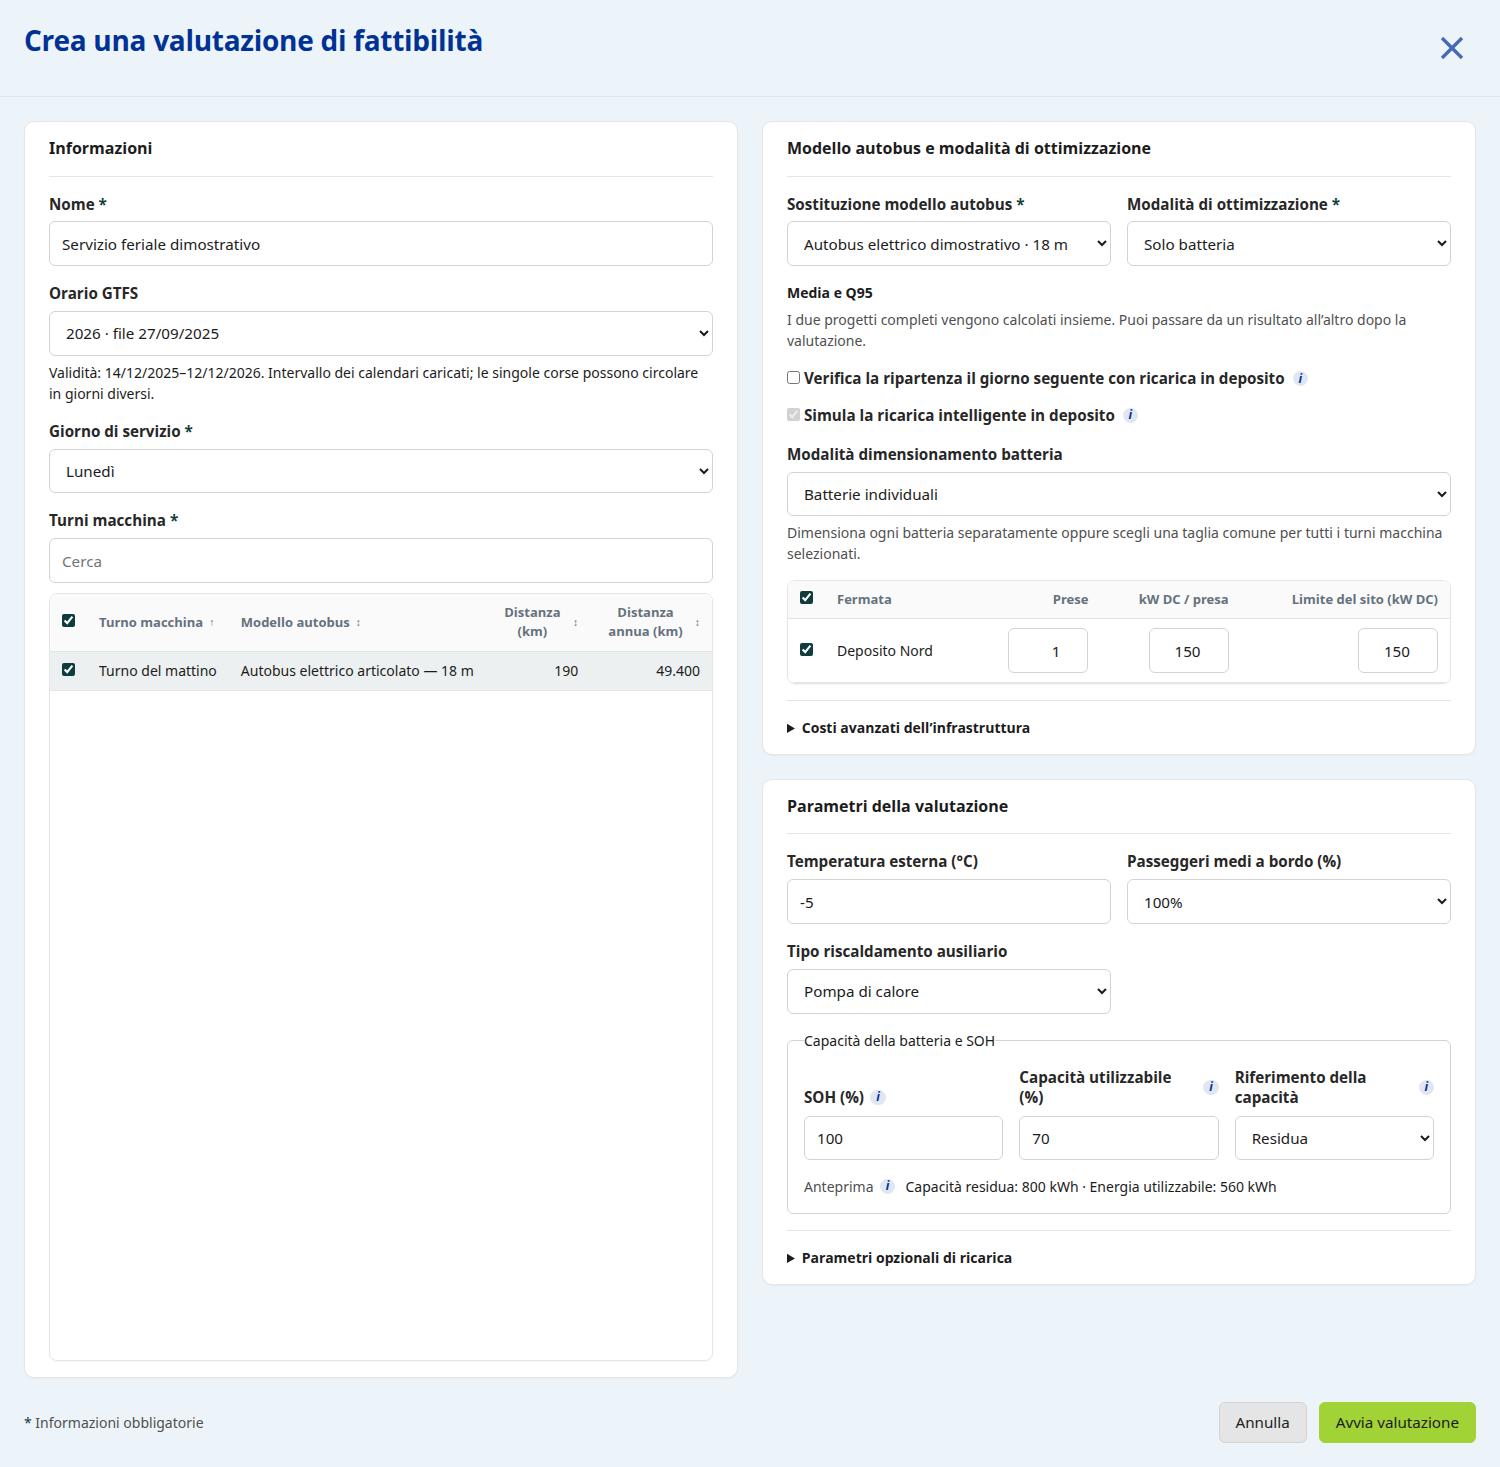 Crea una valutazione di fattibilità
Informazioni
Nome *
Servizio feriale dimostrativo
Orario GTFS
2026 · file 27/09/2025
Validità: 14/12/2025–12/12/2026. Intervallo dei calendari caricati; le singole corse possono circolare
in giorni diversi.
Giorno di servizio *
Lunedì
Turni macchina *
Cerca
Turno macchina ↑ Modello autobus ↕ Distanza (km) ↕ Distanza annua (km) ↕
Turno del mattino Autobus elettrico articolato — 18 m 190 49.400
Modello autobus e modalità di ottimizzazione
Sostituzione modello autobus * Modalità di ottimizzazione *
Autobus elettrico dimostrativo · 18 m Solo batteria
Media e Q95
I due progetti completi vengono calcolati insieme. Puoi passare da un risultato all’altro dopo la
valutazione.
Verifica la ripartenza il giorno seguente con ricarica in deposito i
Simula la ricarica intelligente in deposito i
Modalità dimensionamento batteria
Batterie individuali
Dimensiona ogni batteria separatamente oppure scegli una taglia comune per tutti i turni macchina
selezionati.
Fermata Prese kW DC / presa Limite del sito (kW DC)
Deposito Nord 1 150 150
Costi avanzati dell’infrastruttura
Parametri della valutazione
Temperatura esterna (°C) Passeggeri medi a bordo (%)
-5 100%
Tipo riscaldamento ausiliario
Pompa di calore
Capacità della batteria e SOH
SOH (%) i Capacità utilizzabile (%) i Riferimento della capacità i
100 70 Residua
Anteprima i Capacità residua: 800 kWh · Energia utilizzabile: 560 kWh
Parametri opzionali di ricarica
* Informazioni obbligatorie
Annulla Avvia valutazione